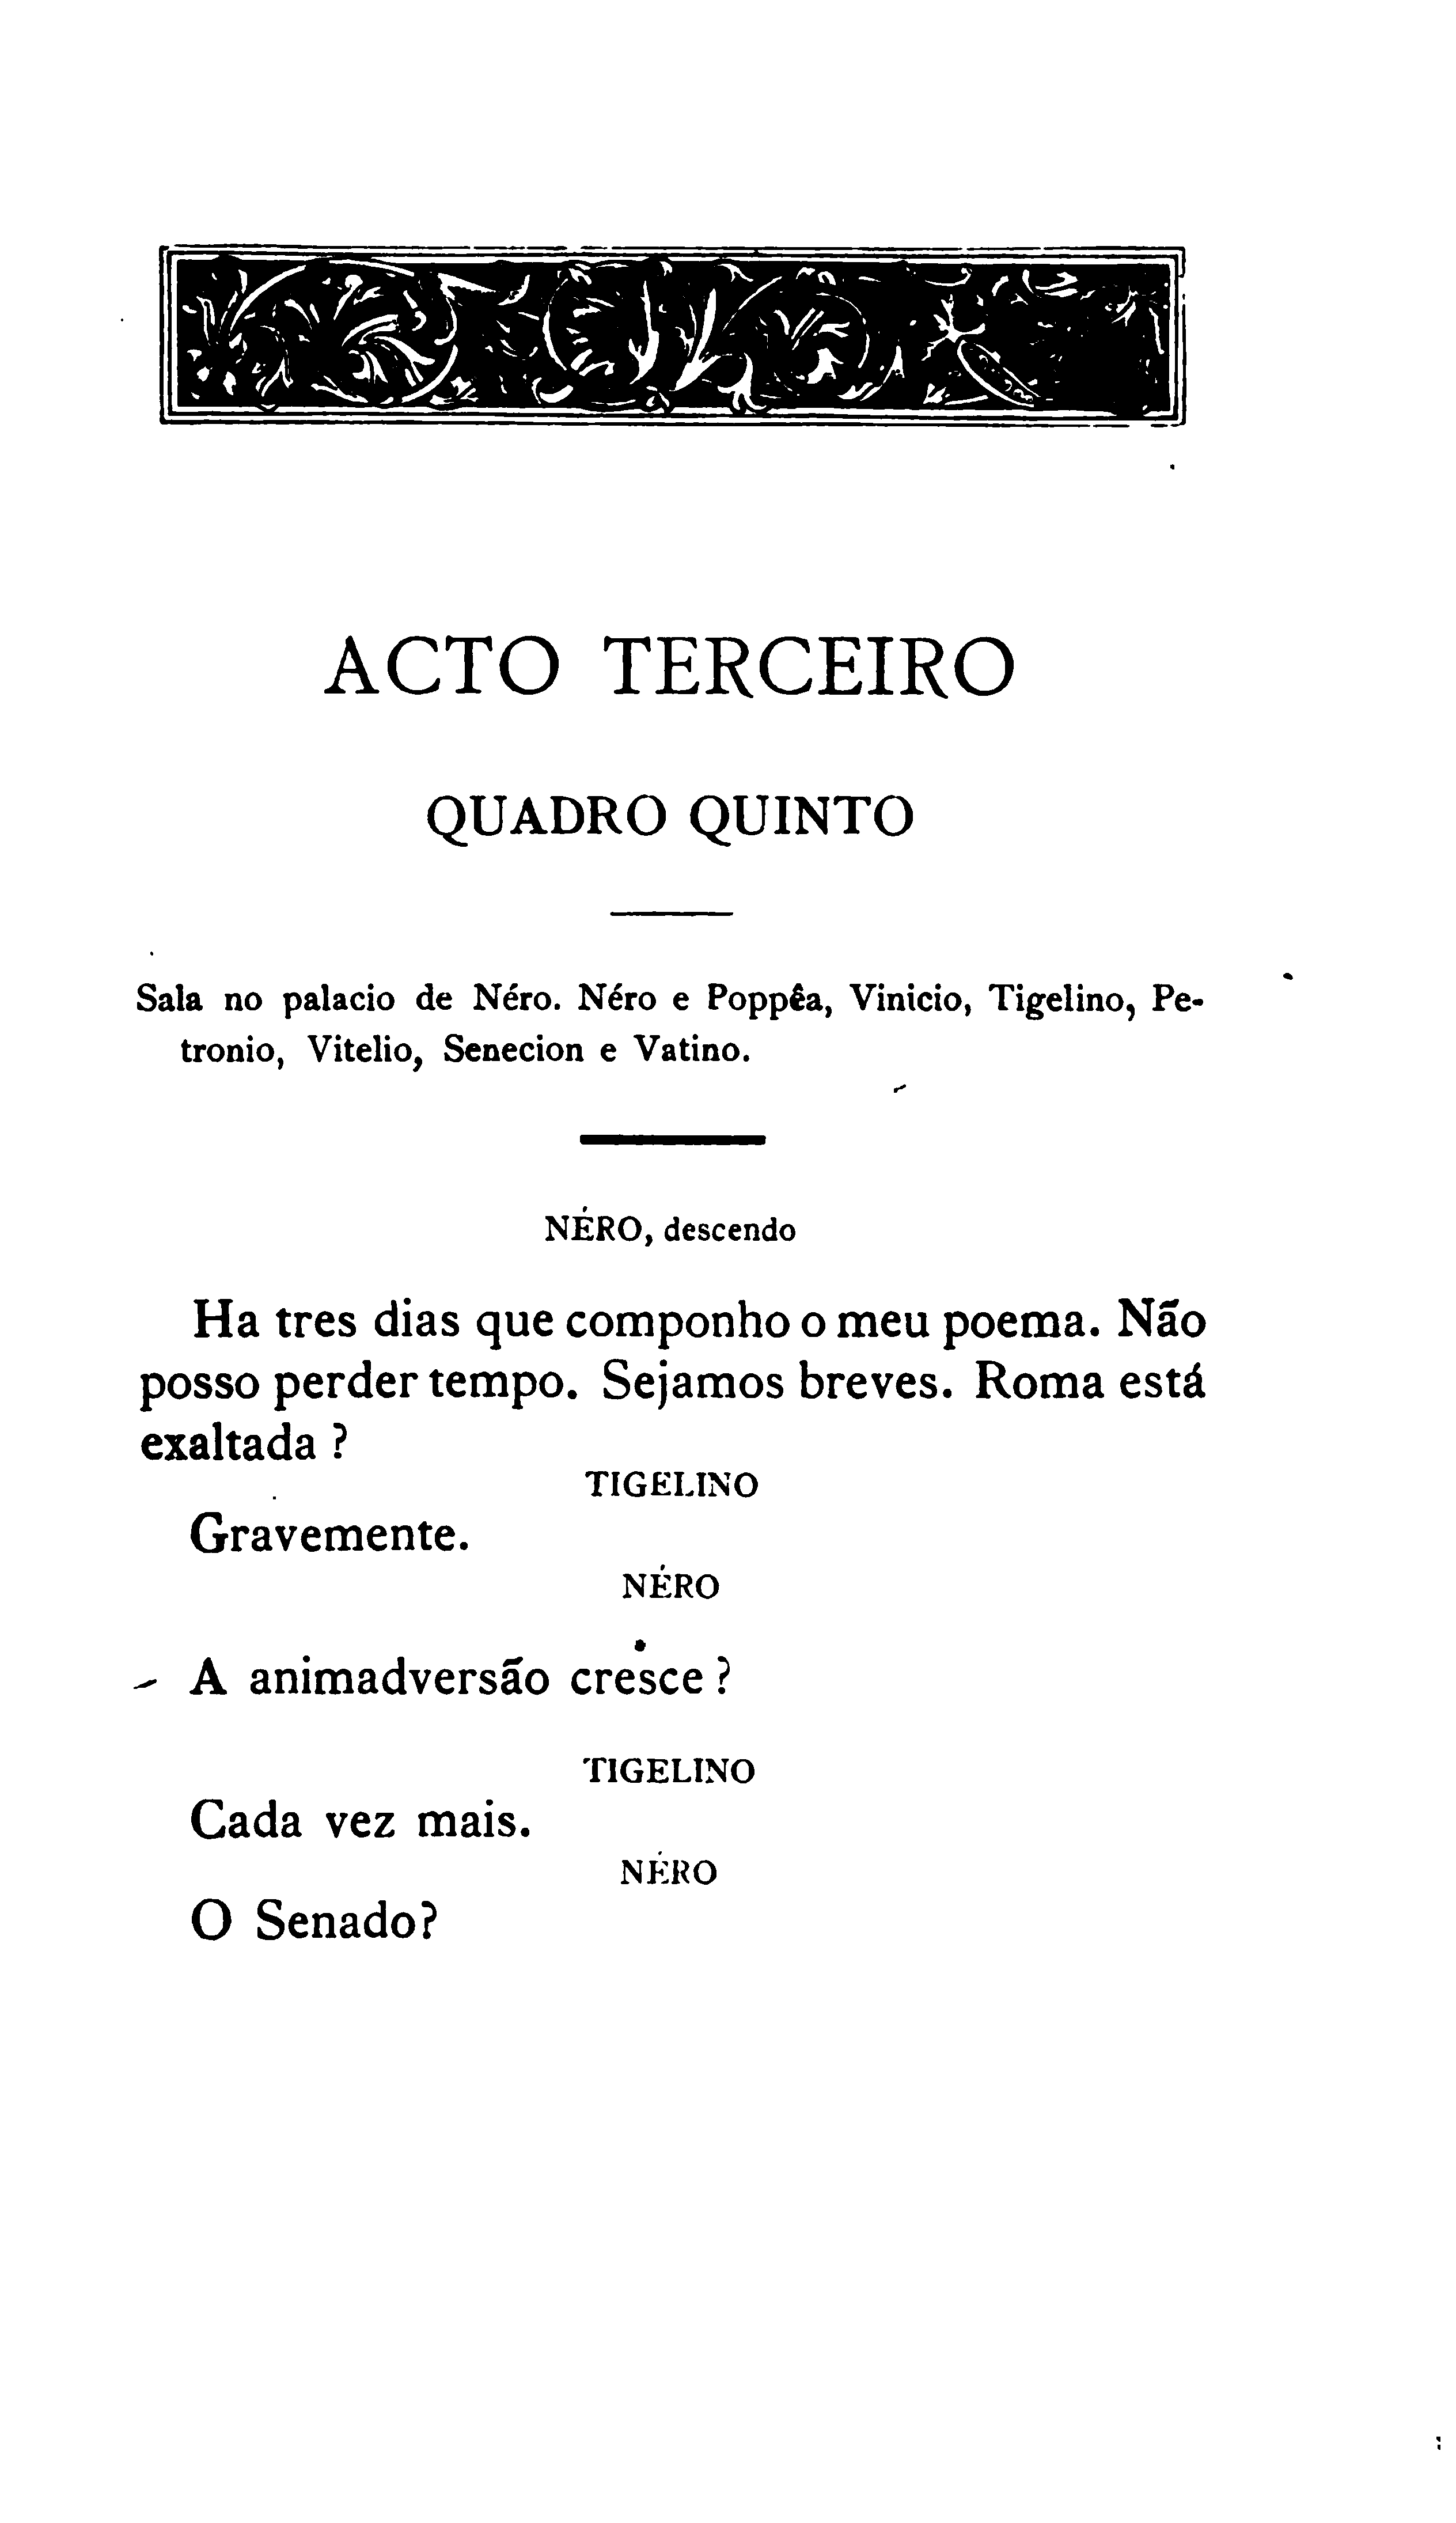 ACTO TERCEIRO
QUADRO QUINTO
Sala no palacio de Néro. Néro e Poppêa, Vinicio, Tigelino, Pe-
tronio, Vitelio, Senecion e Vatino.
NÉRO, descendo
Ha tres dias que componho o meu poema. Não
posso perder tempo. Sejamos breves. Roma está
exaltada ?
TIGELINO
Gravemente.
NÉRO
A animadversão cresce ?
TIGELINO
Cada vez mais.
NÉRO
O Senado?